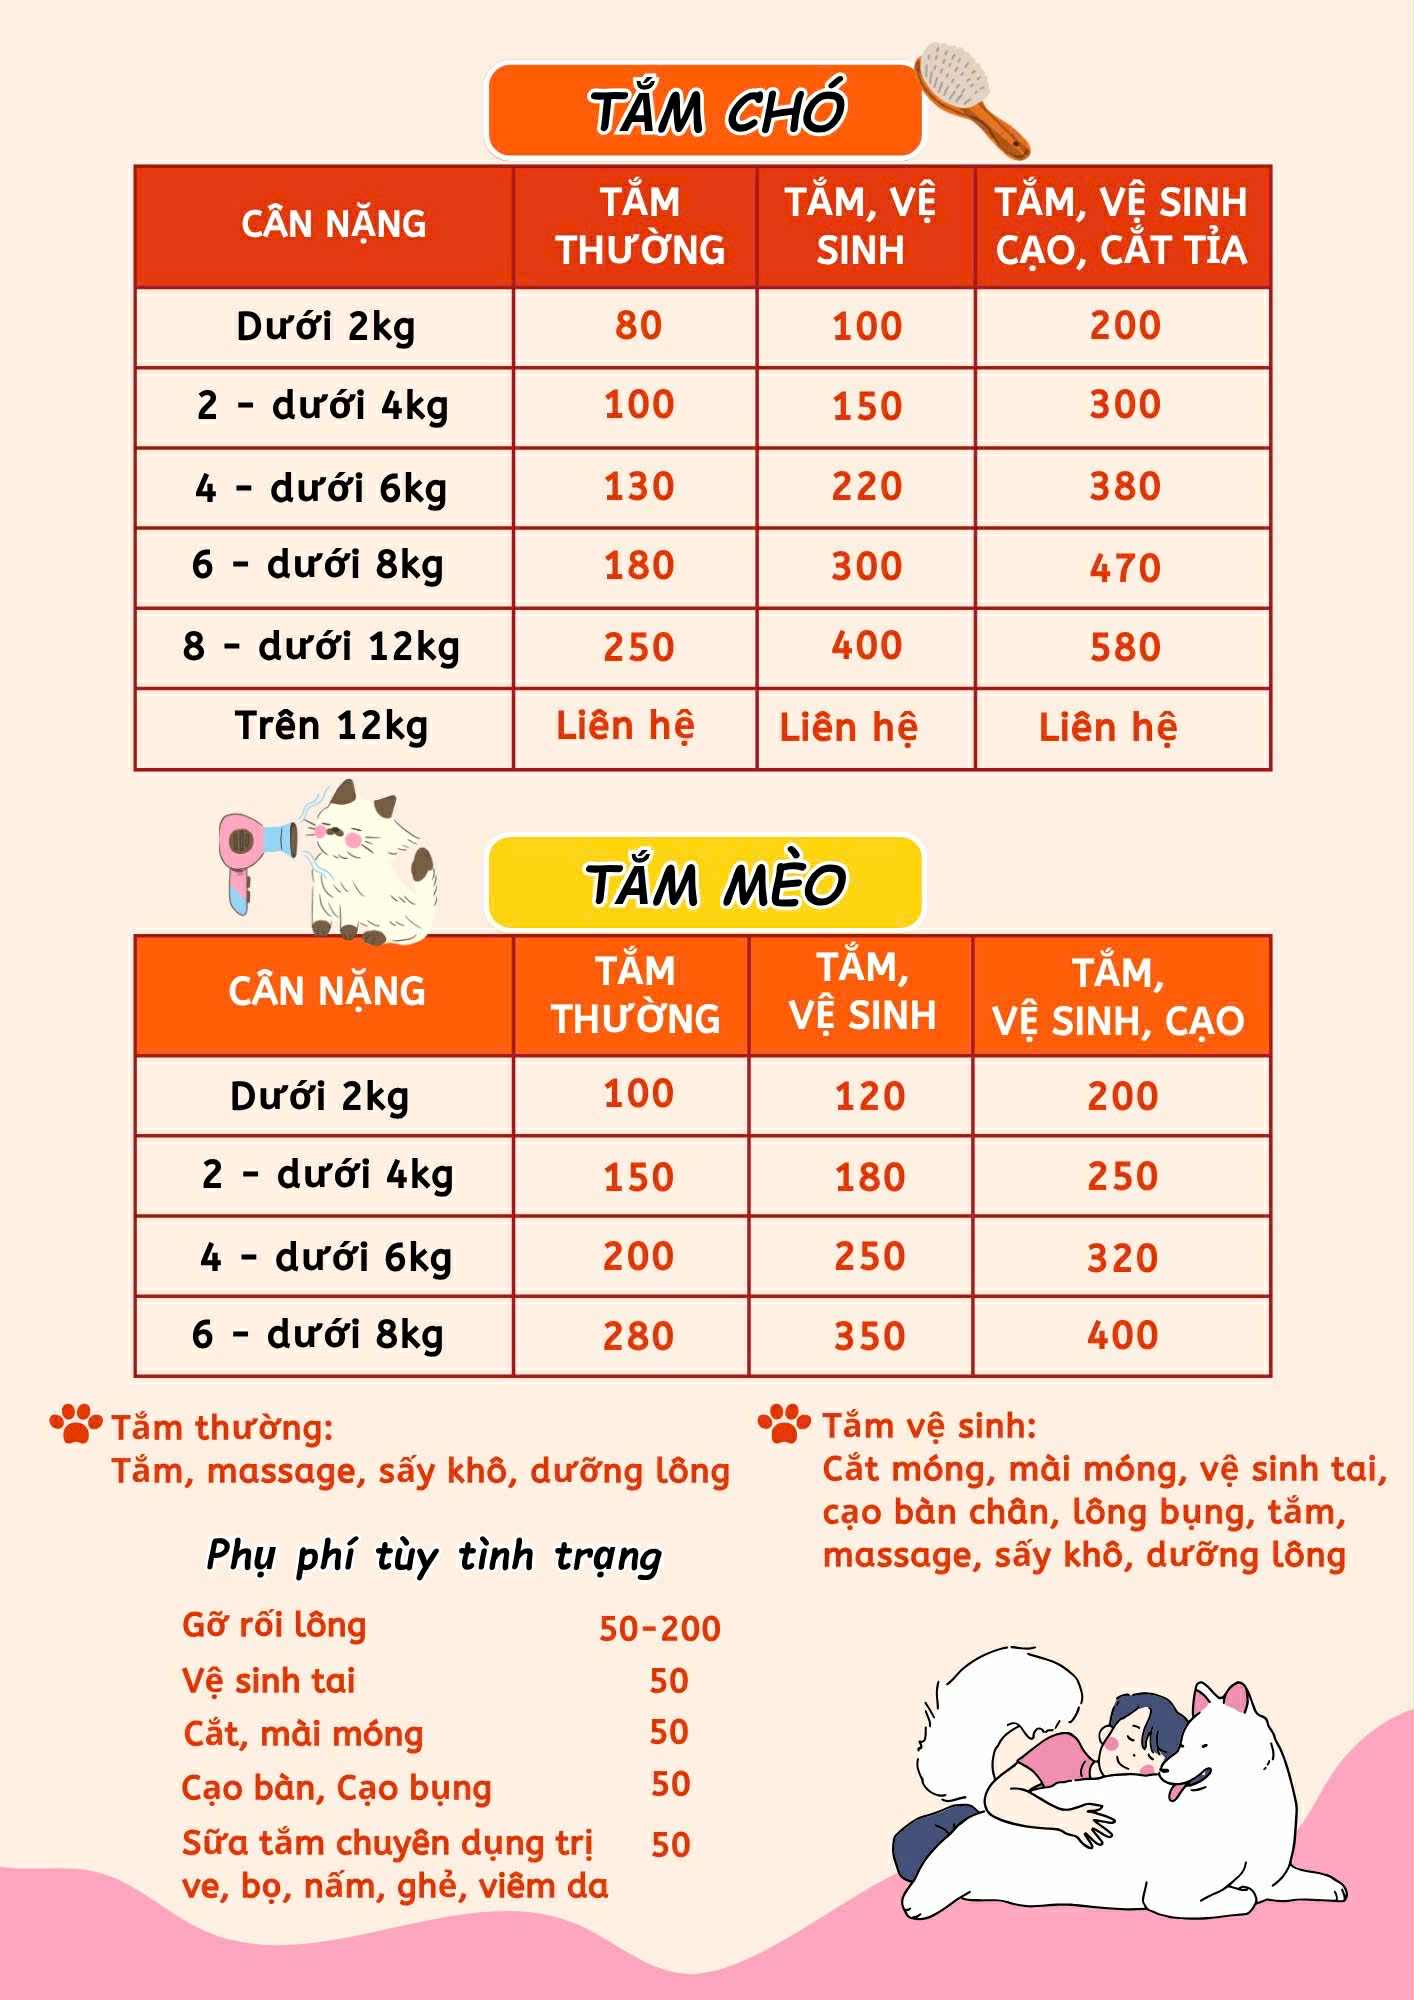 TẮM CHÓ
CÂN NẶNG
TẮM
THƯỜNG
TẮM, VỆ
SINH
TẮM, VỆ SINH
CẠO, CẮT TỈA
Dưới 2kg 80 100 200
2 - dưới 4kg 100 150 300
4 - dưới 6kg 130 220 380
6 - dưới 8kg 180 300 470
8 - dưới 12kg 250 400 580
Trên 12kg Liên hệ Liên hệ Liên hệ
TẮM MÈO
CÂN NẶNG
TẮM
THƯỜNG
TẮM,
VỆ SINH
TẮM,
VỆ SINH, CẠO
Dưới 2kg 100 120 200
2 - dưới 4kg 150 180 250
4 - dưới 6kg 200 250 320
6 - dưới 8kg 280 350 400
Tắm thường:
Tắm, massage, sấy khô, dưỡng lông
Tắm vệ sinh:
Cắt móng, mài móng, vệ sinh tai,
cạo bàn chân, lông bụng, tắm,
massage, sấy khô, dưỡng lông
Phụ phí tùy tình trạng
Gỡ rối lông 50-200
Vệ sinh tai 50
Cắt, mài móng 50
Cạo bàn, Cạo bụng 50
Sữa tắm chuyên dụng trị 50
ve, bọ, nấm, ghẻ, viêm da